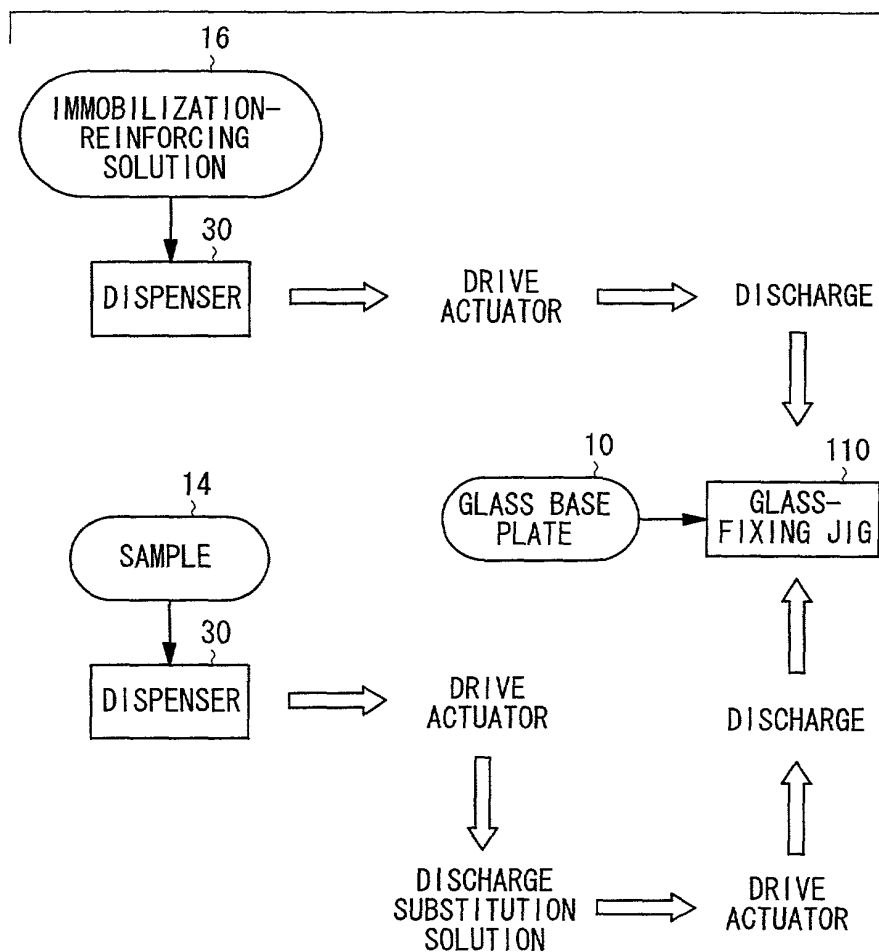 16
IMMOBILIZATION-
REINFORCING
SOLUTION
30
DISPENSER
DRIVE
ACTUATOR
DISCHARGE
10
GLASS BASE
PLATE
110
GLASS-
FIXING JIG
14
SAMPLE
30
DISPENSER
DRIVE
ACTUATOR
DISCHARGE
DISCHARGE
SUBSTITUTION
SOLUTION
DRIVE
ACTUATOR